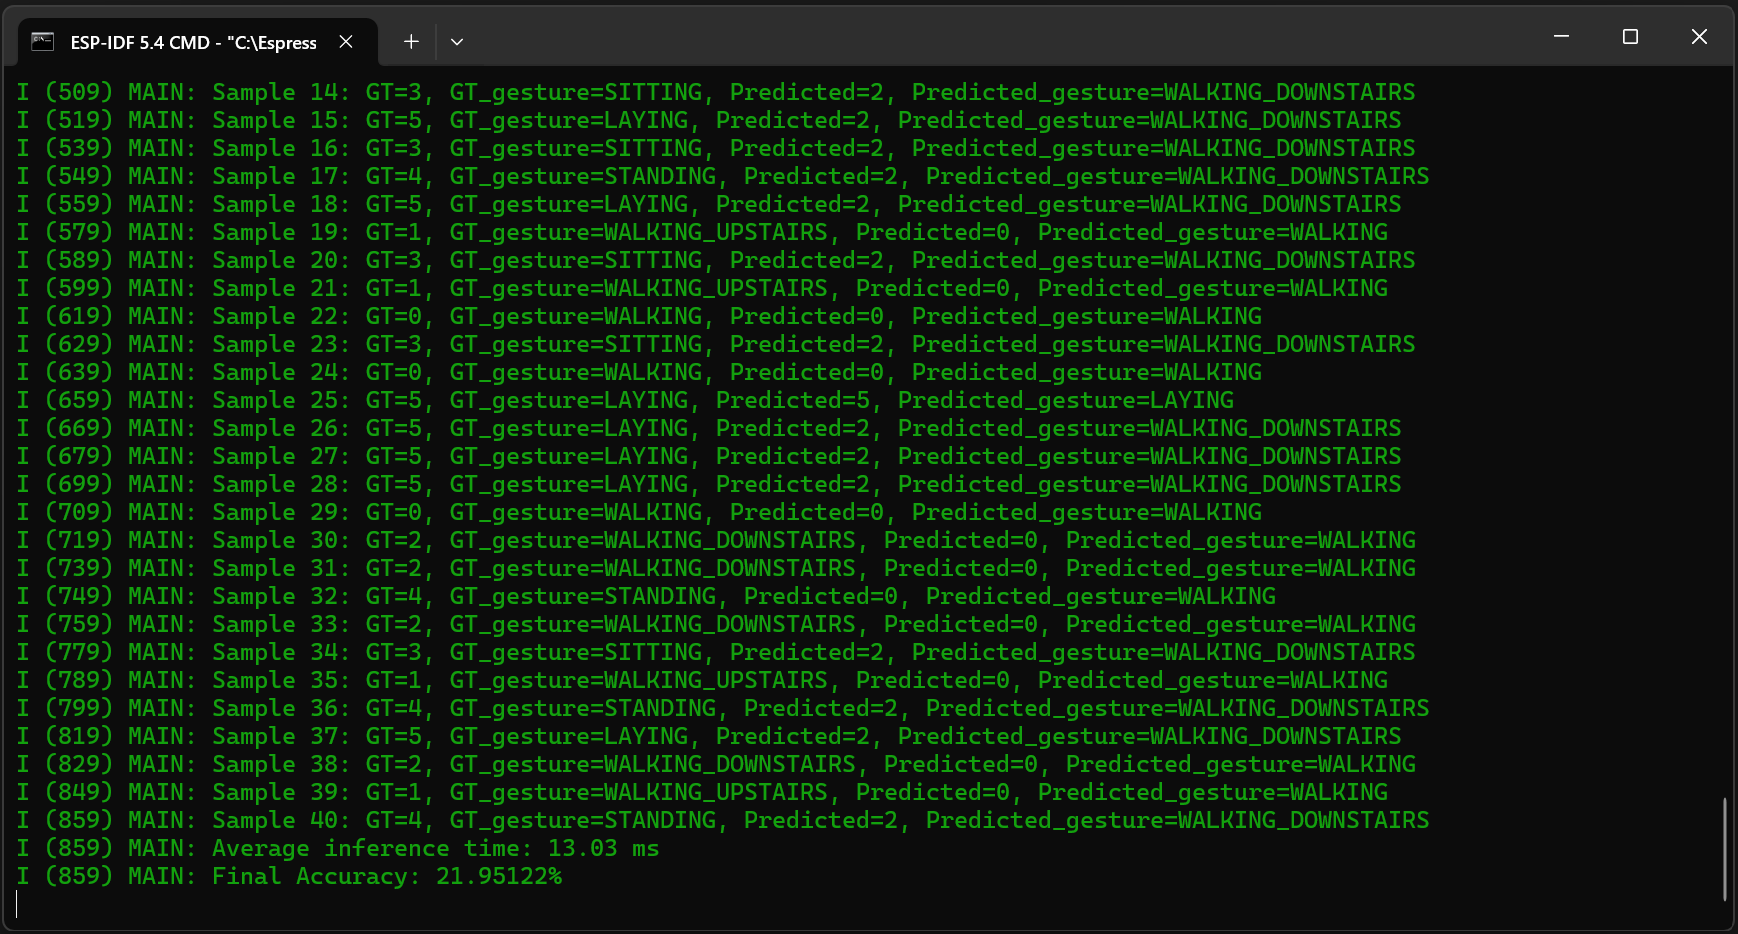 ESP-IDF 5.4 CMD - "C:\Espress
I (509) MAIN: Sample 14: GT=3, GT_gesture=SITTING, Predicted=2, Predicted_gesture=WALKING_DOWNSTAIRS
I (519) MAIN: Sample 15: GT=5, GT_gesture=LAYING, Predicted=2, Predicted_gesture=WALKING_DOWNSTAIRS
I (539) MAIN: Sample 16: GT=3, GT_gesture=SITTING, Predicted=2, Predicted_gesture=WALKING_DOWNSTAIRS
I (549) MAIN: Sample 17: GT=4, GT_gesture=STANDING, Predicted=2, Predicted_gesture=WALKING_DOWNSTAIRS
I (559) MAIN: Sample 18: GT=5, GT_gesture=LAYING, Predicted=2, Predicted_gesture=WALKING_DOWNSTAIRS
I (579) MAIN: Sample 19: GT=1, GT_gesture=WALKING_UPSTAIRS, Predicted=0, Predicted_gesture=WALKING
I (589) MAIN: Sample 20: GT=3, GT_gesture=SITTING, Predicted=2, Predicted_gesture=WALKING_DOWNSTAIRS
I (599) MAIN: Sample 21: GT=1, GT_gesture=WALKING_UPSTAIRS, Predicted=0, Predicted_gesture=WALKING
I (619) MAIN: Sample 22: GT=0, GT_gesture=WALKING, Predicted=0, Predicted_gesture=WALKING
I (629) MAIN: Sample 23: GT=3, GT_gesture=SITTING, Predicted=2, Predicted_gesture=WALKING_DOWNSTAIRS
I (639) MAIN: Sample 24: GT=0, GT_gesture=WALKING, Predicted=0, Predicted_gesture=WALKING
I (659) MAIN: Sample 25: GT=5, GT_gesture=LAYING, Predicted=5, Predicted_gesture=LAYING
I (669) MAIN: Sample 26: GT=5, GT_gesture=LAYING, Predicted=2, Predicted_gesture=WALKING_DOWNSTAIRS
I (679) MAIN: Sample 27: GT=5, GT_gesture=LAYING, Predicted=2, Predicted_gesture=WALKING_DOWNSTAIRS
I (699) MAIN: Sample 28: GT=5, GT_gesture=LAYING, Predicted=2, Predicted_gesture=WALKING_DOWNSTAIRS
I (709) MAIN: Sample 29: GT=0, GT_gesture=WALKING, Predicted=0, Predicted_gesture=WALKING
I (719) MAIN: Sample 30: GT=2, GT_gesture=WALKING_DOWNSTAIRS, Predicted=0, Predicted_gesture=WALKING
I (739) MAIN: Sample 31: GT=2, GT_gesture=WALKING_DOWNSTAIRS, Predicted=0, Predicted_gesture=WALKING
I (749) MAIN: Sample 32: GT=4, GT_gesture=STANDING, Predicted=0, Predicted_gesture=WALKING
I (759) MAIN: Sample 33: GT=2, GT_gesture=WALKING_DOWNSTAIRS, Predicted=0, Predicted_gesture=WALKING
I (779) MAIN: Sample 34: GT=3, GT_gesture=SITTING, Predicted=2, Predicted_gesture=WALKING_DOWNSTAIRS
I (789) MAIN: Sample 35: GT=1, GT_gesture=WALKING_UPSTAIRS, Predicted=0, Predicted_gesture=WALKING
I (799) MAIN: Sample 36: GT=4, GT_gesture=STANDING, Predicted=2, Predicted_gesture=WALKING_DOWNSTAIRS
I (819) MAIN: Sample 37: GT=5, GT_gesture=LAYING, Predicted=2, Predicted_gesture=WALKING_DOWNSTAIRS
I (829) MAIN: Sample 38: GT=2, GT_gesture=WALKING_DOWNSTAIRS, Predicted=0, Predicted_gesture=WALKING
I (849) MAIN: Sample 39: GT=1, GT_gesture=WALKING_UPSTAIRS, Predicted=0, Predicted_gesture=WALKING
I (859) MAIN: Sample 40: GT=4, GT_gesture=STANDING, Predicted=2, Predicted_gesture=WALKING_DOWNSTAIRS
I (859) MAIN: Average inference time: 13.03 ms
I (859) MAIN: Final Accuracy: 21.95122%